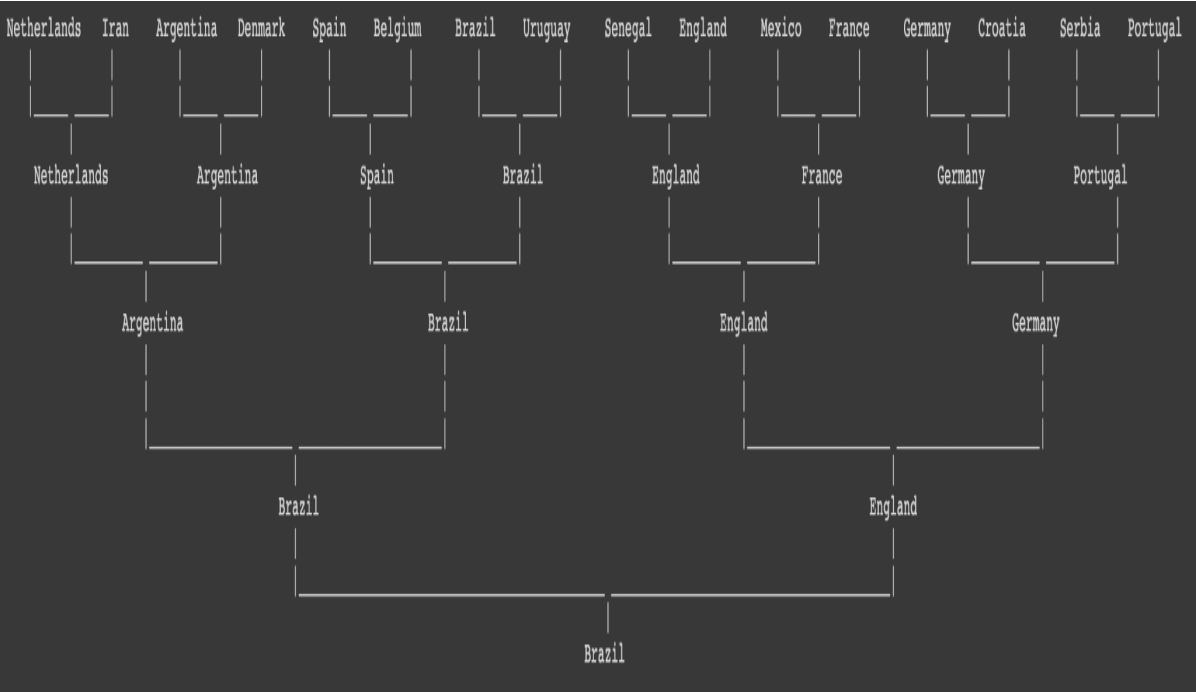 Netherlands Iran Argentina Denmark Spain Belgium Brazil Uruguay Senegal England Mexico France Germany Croatia Serbia Portugal
Netherlands Argentina Spain Brazil England France Germany Portugal
Argentina Brazil England Germany
Brazil England
Brazil